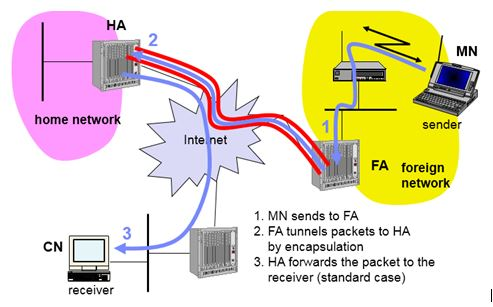 HA
2
MN
home network
Internet
1
sender
FA
foreign
network
3
CN
receiver
1. MN sends to FA
2. FA tunnels packets to HA
by encapsulation
3. HA forwards the packet to the
receiver (standard case)